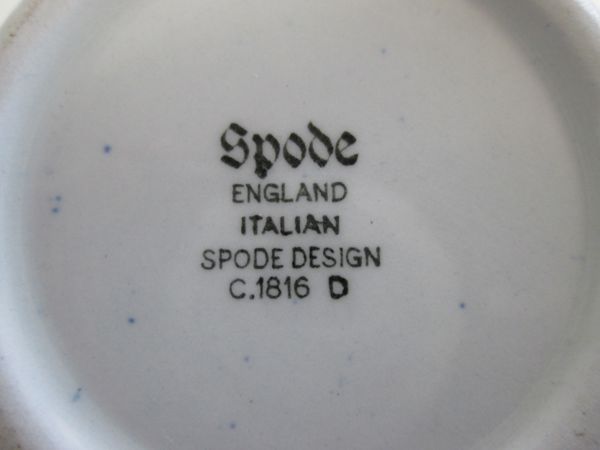 Spode
ENGLAND
ITALIAN
SPODE DESIGN
C.1816 D